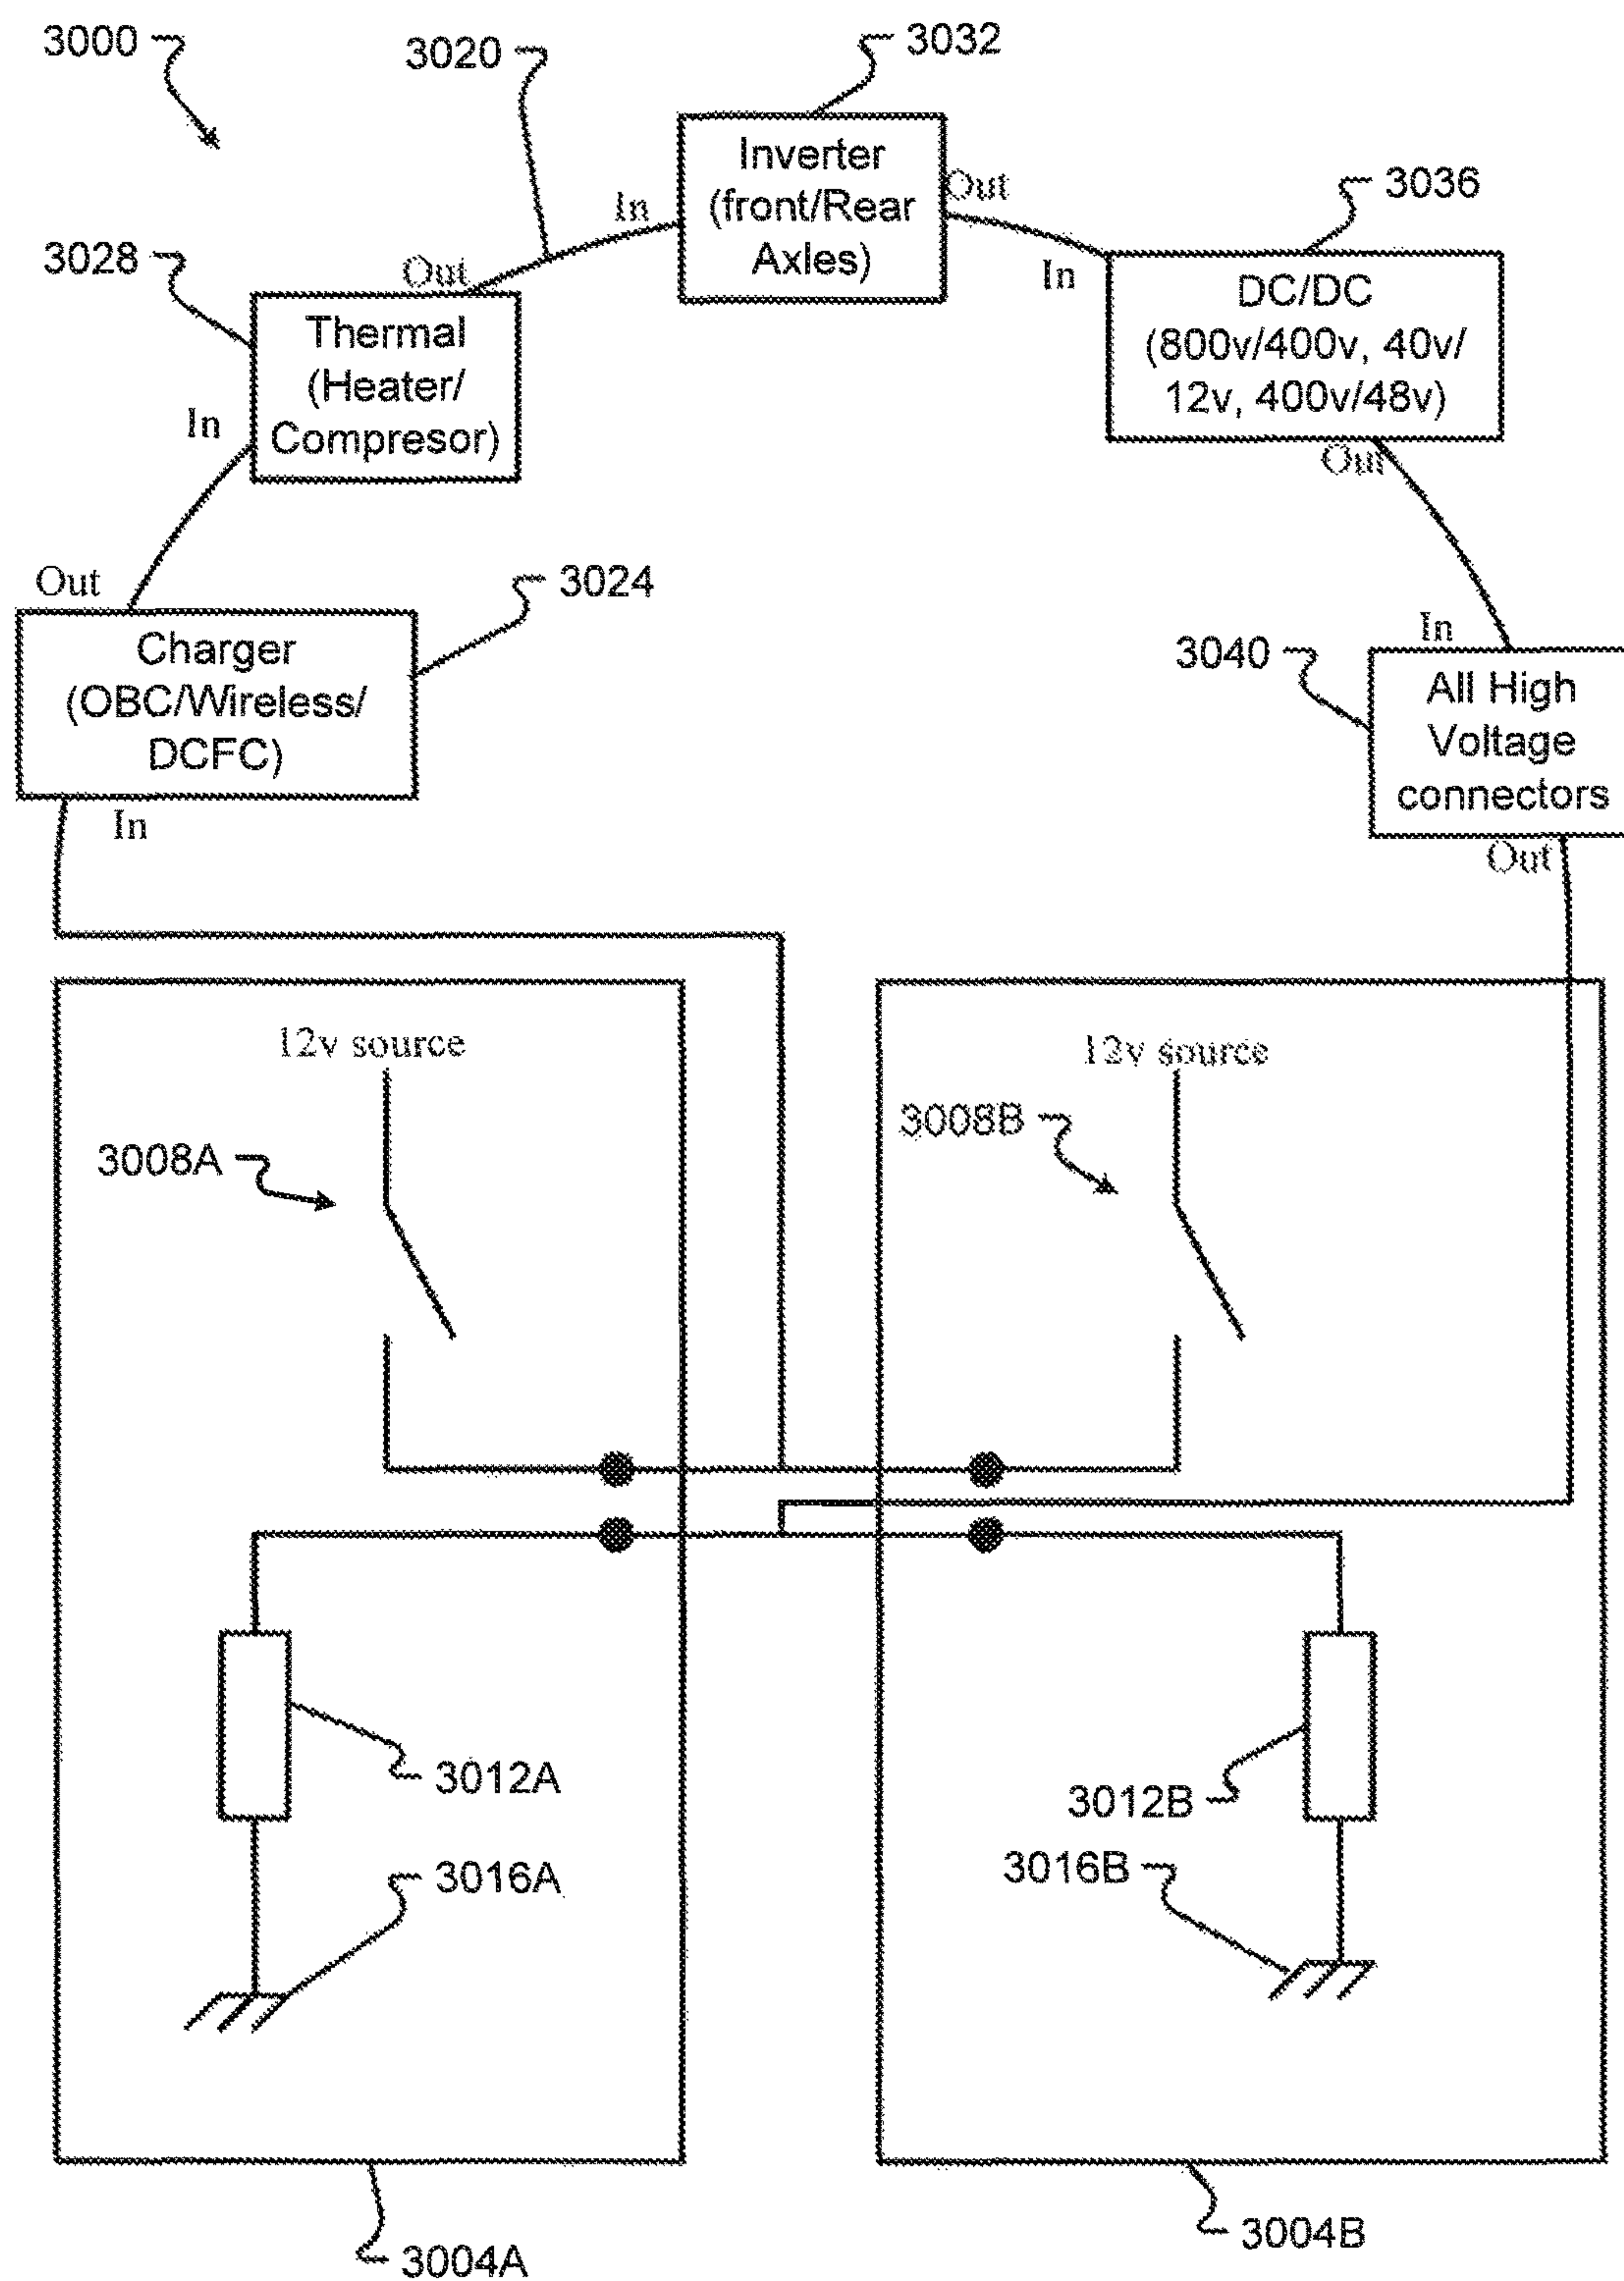 3000
3020
3032
Inverter
(front/Rear
Axles)
In
Out
3036
3028
Out
In
DC/DC
(800v/400v, 40v/
12v, 400v/48v)
Thermal
(Heater/
Compresor)
In
Out
Out
3024
In
3040
Charger
(OBC/Wireless/
DCFC)
All High
Voltage
connectors
In
Out
12v source
12v source
3008A
3008B
3012A
3012B
3016A
3016B
3004A
3004B